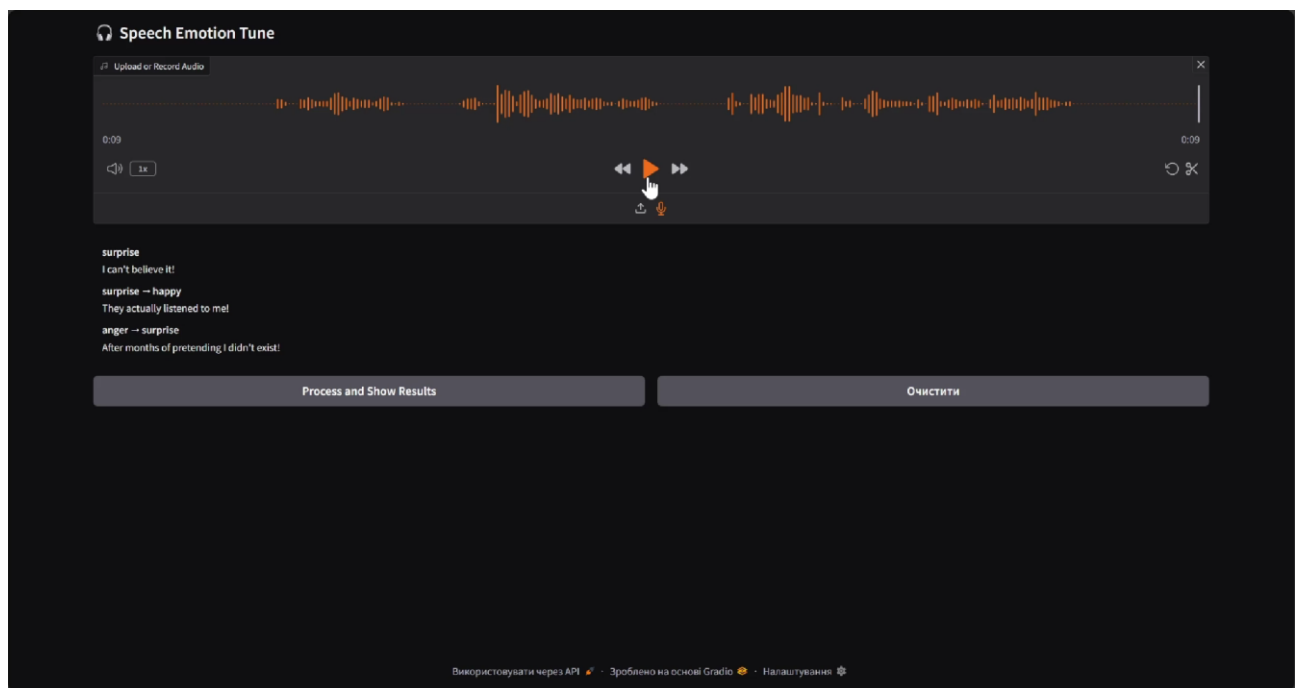 Speech Emotion Tune
Upload or Record Audio
0:09
0:09
1x
surprise
I can't believe it!
surprise → happy
They actually listened to me!
anger → surprise
After months of pretending I didn't exist!
Process and Show Results
Очистити
Використовувати через API · Зроблено на основі Gradio · Налаштування